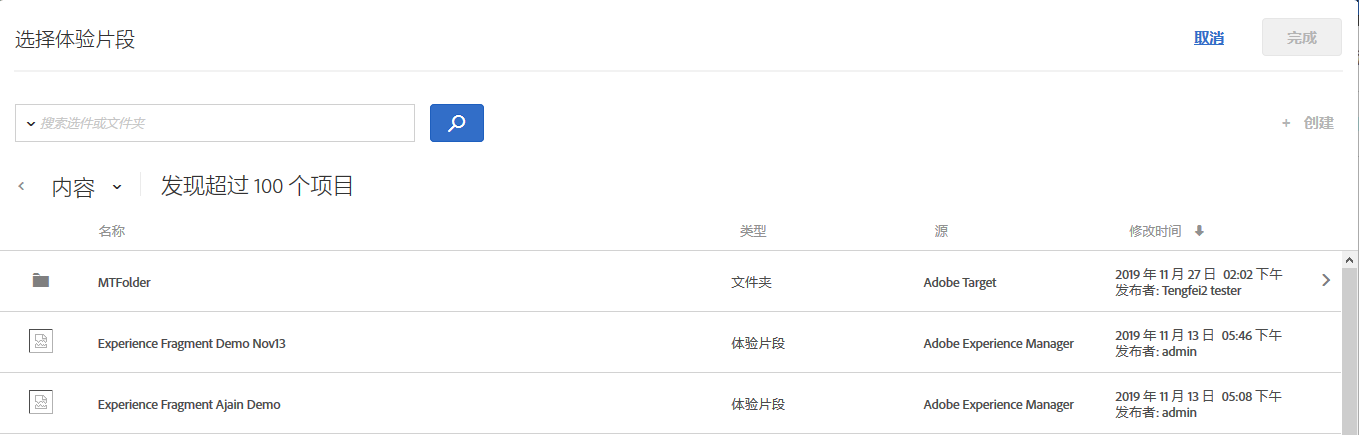 选择体验片段
取消
完成
搜索选件或文件夹
+ 创建
内容
发现超过 100 个项目
名称
类型
源
修改时间
MTFolder
文件夹
Adobe Target
2019 年 11 月 27 日 02:02 下午
发布者: Tengfei2 tester
Experience Fragment Demo Nov13
体验片段
Adobe Experience Manager
2019 年 11 月 13 日 05:46 下午
发布者: admin
Experience Fragment Ajain Demo
体验片段
Adobe Experience Manager
2019 年 11 月 13 日 05:08 下午
发布者: admin